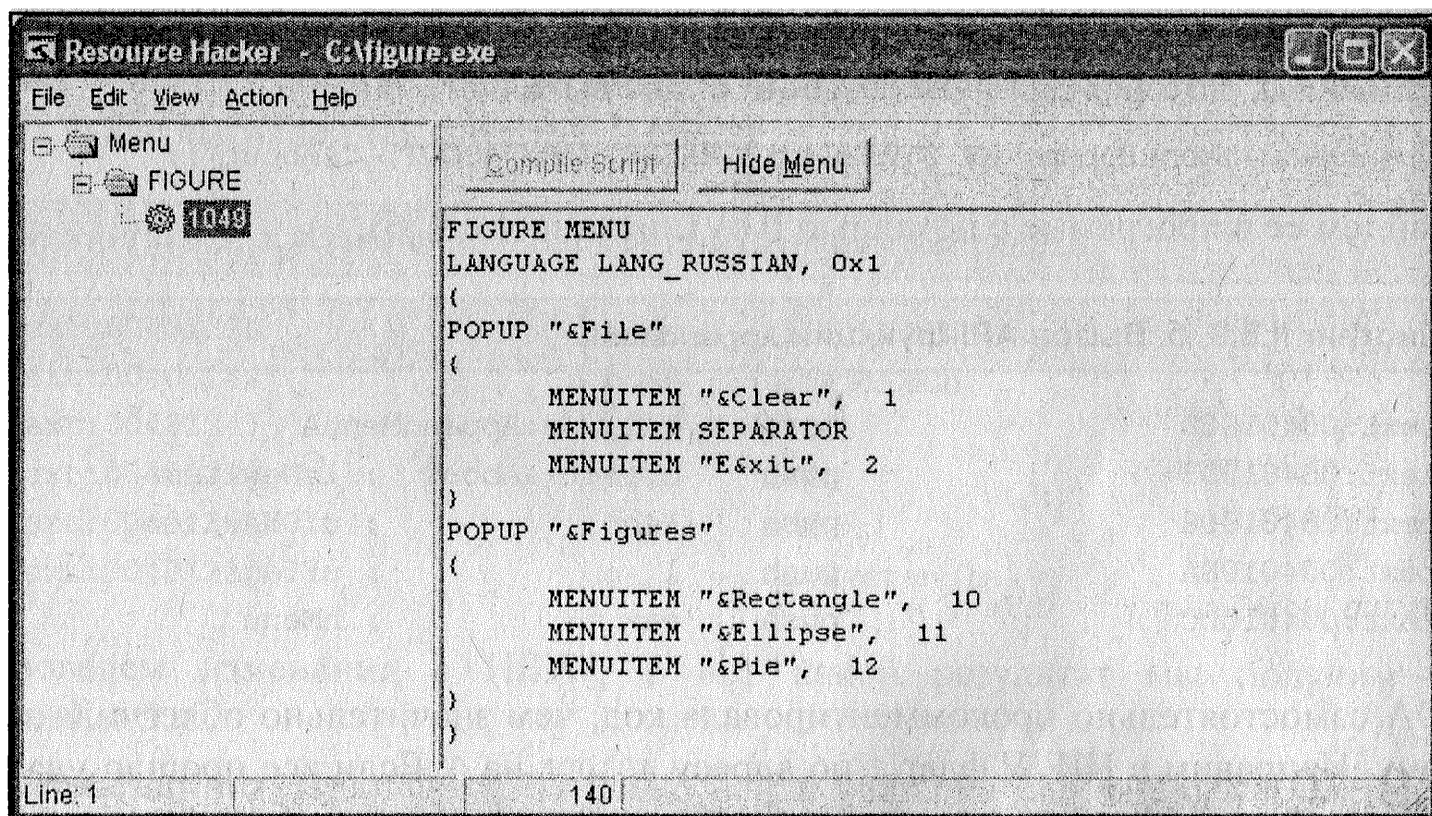 Resource Hacker - C:\figure.exe
File Edit View Action Help
Menu
FIGURE
1049
Compile Script Hide Menu
FIGURE MENU
LANGUAGE LANG_RUSSIAN, 0x1
{
POPUP "&File"
{
MENUITEM "&Clear", 1
MENUITEM SEPARATOR
MENUITEM "E&xit", 2
}
POPUP "&Figures"
{
MENUITEM "&Rectangle", 10
MENUITEM "&Ellipse", 11
MENUITEM "&Pie", 12
}
}
Line: 1 140